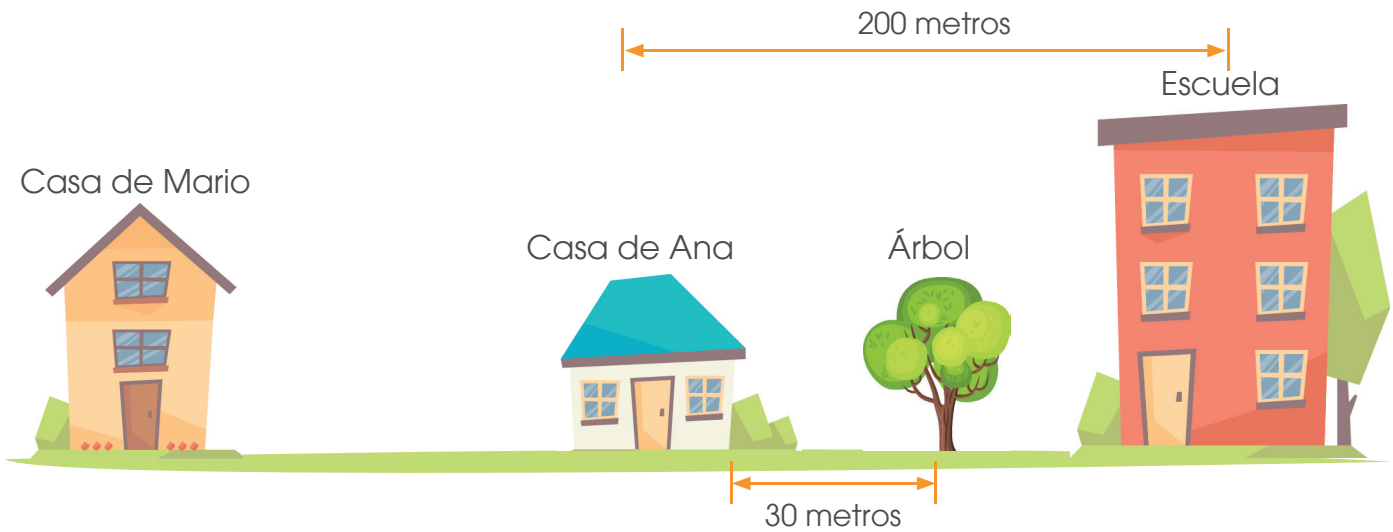 200 metros
Escuela
Casa de Mario
Casa de Ana
Árbol
30 metros